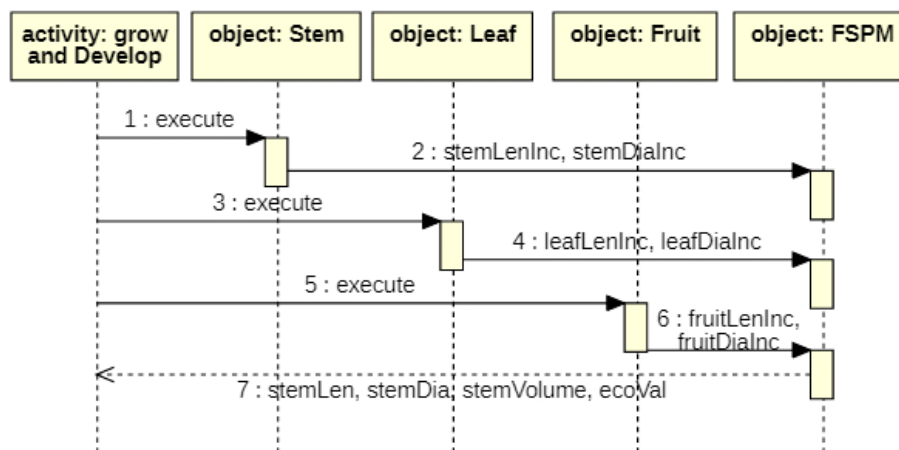 activity: grow
and Develop
object: Stem
object: Leaf
object: Fruit
object: FSPM
1 : execute
2 : stemLenInc, stemDiaInc
3 : execute
4 : leafLenInc, leafDiaInc
5 : execute
6 : fruitLenInc,
fruitDiaInc
7 : stemLen, stemDia, stemVolume, ecoVal